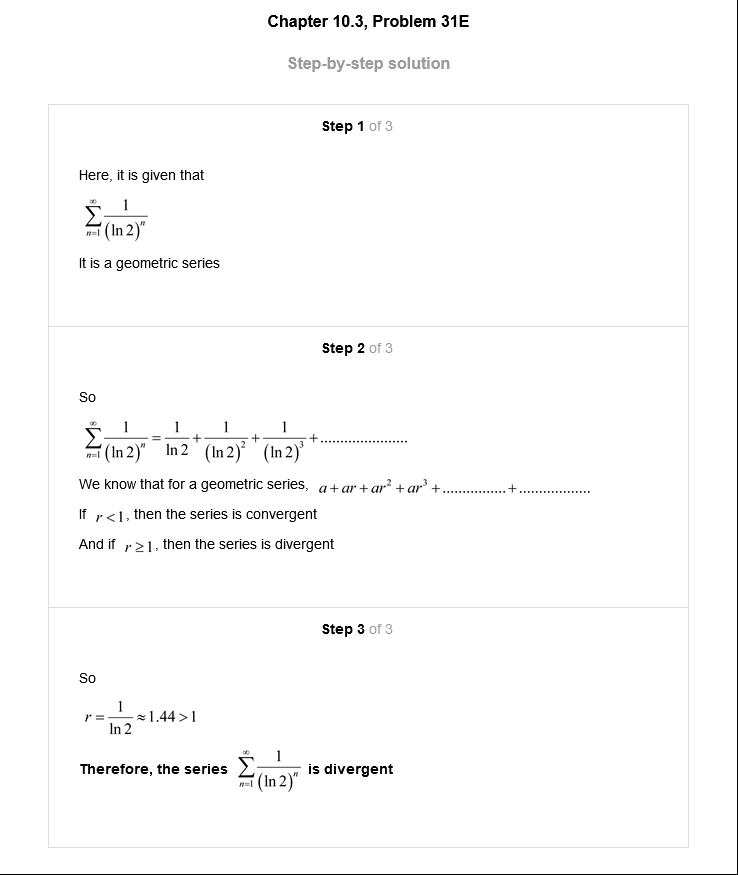 Chapter 10.3, Problem 31E
Step-by-step solution
Step 1 of 3
Here, it is given that
$\sum_{n=1}^{\infty} \frac{1}{(\ln 2)^n}$
It is a geometric series
Step 2 of 3
So
$\sum_{n=1}^{\infty} \frac{1}{(\ln 2)^n} = \frac{1}{\ln 2} + \frac{1}{(\ln 2)^2} + \frac{1}{(\ln 2)^3} + ......................$
We know that for a geometric series, $a + ar + ar^2 + ar^3 + ................ + ..................$
If $r < 1$, then the series is convergent
And if $r \geq 1$, then the series is divergent
Step 3 of 3
So
$r = \frac{1}{\ln 2} \approx 1.44 > 1$
Therefore, the series $\sum_{n=1}^{\infty} \frac{1}{(\ln 2)^n}$ is divergent